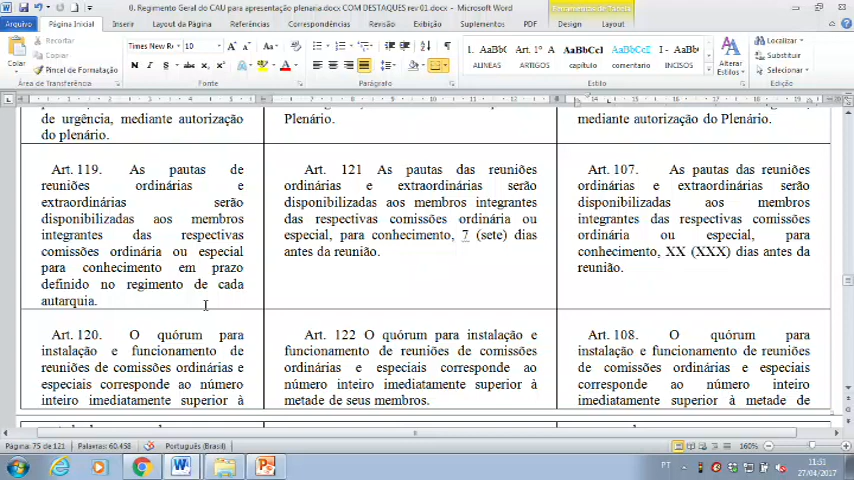 0. Regimento Geral do CAU para apresentação plenaria.docx COM DESTAQUES rev 01.docx - Microsoft Word
Arquivo Página Inicial Inserir Layout da Página Referências Correspondências Revisão Exibição Suplementos PDF Design Layout
Colar
Recortar
Copiar
Pincel de Formatação
Área de Transferência
Times New Ro 10
Fonte
Parágrafo
AaBbC AaBbC AaBbCcI AaBbCcE 1 - AaBb
ALINEAS ARTIGOS capítulo comentario INCISOS
Estilo
Alterar Estilos
Localizar
Substituir
Selecionar
Edição
de urgência, mediante autorização
do plenário.
Plenário.
mediante autorização do Plenário.
Art. 119. As pautas de
reuniões ordinárias e
extraordinárias serão
disponibilizadas aos membros
integrantes das respectivas
comissões ordinária ou especial
para conhecimento em prazo
definido no regimento de cada
autarquia.
Art. 121 As pautas das reuniões
ordinárias e extraordinárias serão
disponibilizadas aos membros integrantes
das respectivas comissões ordinária ou
especial, para conhecimento, 7 (sete) dias
antes da reunião.
Art. 107. As pautas das reuniões
ordinárias e extraordinárias serão
disponibilizadas aos membros
integrantes das respectivas comissões
ordinária ou especial, para
conhecimento, XX (XXX) dias antes da
reunião.
Art. 120. O quórum para
instalação e funcionamento de
reuniões de comissões ordinárias e
especiais corresponde ao número
inteiro imediatamente superior à
Art. 122 O quórum para instalação e
funcionamento de reuniões de comissões
ordinárias e especiais corresponde ao
número inteiro imediatamente superior à
metade de seus membros.
Art. 108. O quórum para
instalação e funcionamento de reuniões
de comissões ordinárias e especiais
corresponde ao número inteiro
imediatamente superior à metade de
Página: 75 de 121 Palavras: 60.458 Português (Brasil) 160%
PT 11:51
27/04/2017